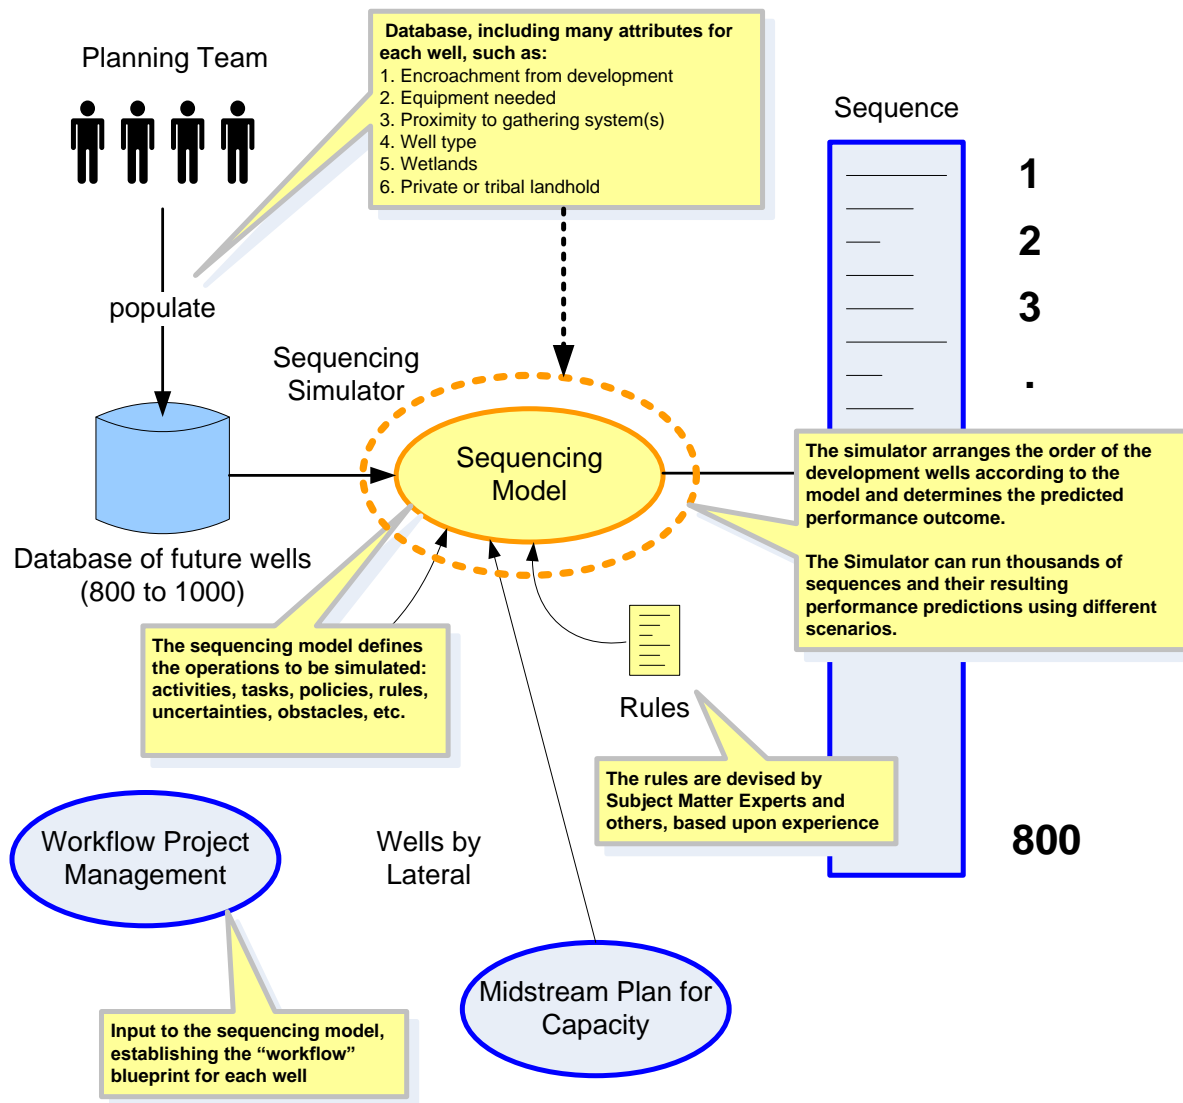 Planning Team
Database, including many attributes for
each well, such as:
1. Encroachment from development
2. Equipment needed
3. Proximity to gathering system(s)
4. Well type
5. Wetlands
6. Private or tribal landhold
Sequence
1
2
3
.
800
populate
Sequencing
Simulator
Sequencing
Model
Database of future wells
(800 to 1000)
The simulator arranges the order of the
development wells according to the
model and determines the predicted
performance outcome.
The Simulator can run thousands of
sequences and their resulting
performance predictions using different
scenarios.
The sequencing model defines
the operations to be simulated:
activities, tasks, policies, rules,
uncertainties, obstacles, etc.
Rules
The rules are devised by
Subject Matter Experts and
others, based upon experience
Workflow Project
Management
Wells by
Lateral
Midstream Plan for
Capacity
Input to the sequencing model,
establishing the “workflow”
blueprint for each well